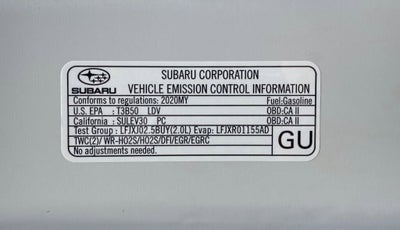 SUBARU CORPORATION
SUBARU VEHICLE EMISSION CONTROL INFORMATION
Conforms to regulations: 2020MY Fuel:Gasoline
U.S. EPA : T3B50 LDV OBD:CA II
California: SULEV30 PC OBD:CA II
Test Group : LFJXJ02.5BUY(2.0L) Evap: LFJXR01155AD
TWC(2)/ WR-HO2S/HO2S/DFI/EGR/EGRC
No adjustments needed.
GU